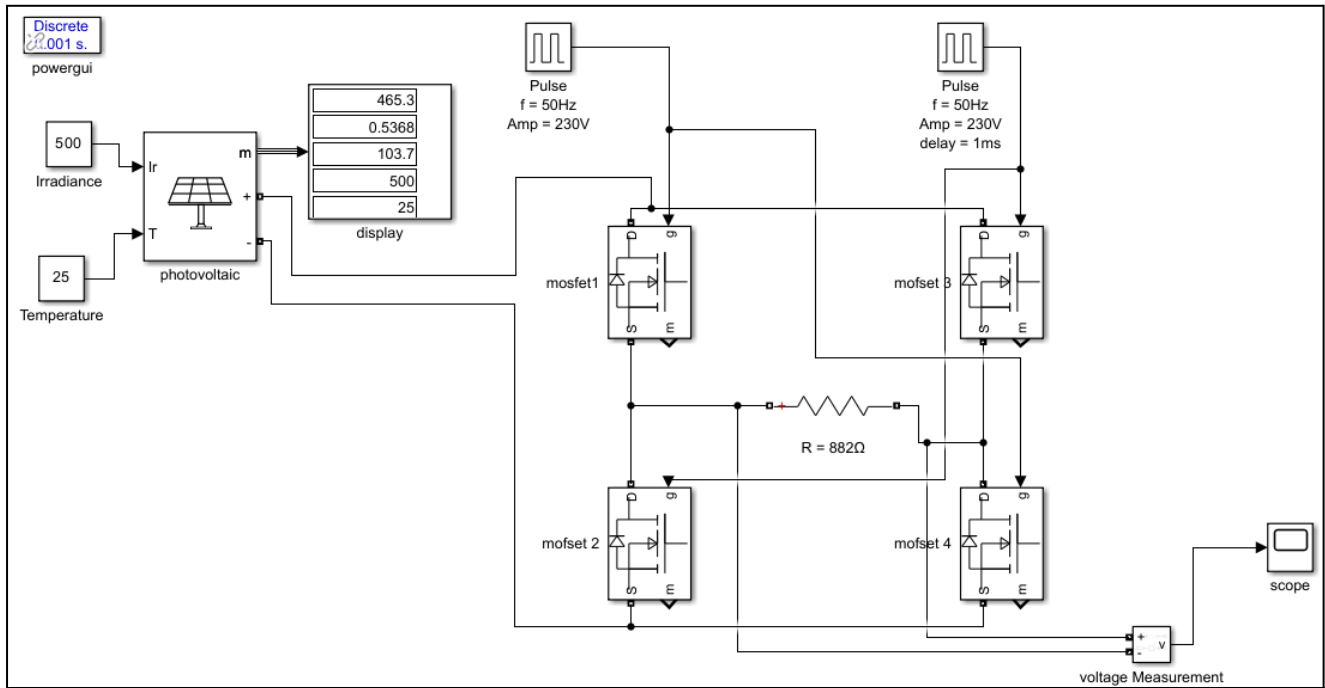 Discrete
.001 s.
powergui
500
Irradiance
25
Temperature
Ir
T
m
+
-
photovoltaic
465.3
0.5368
103.7
500
25
display
Pulse
f = 50Hz
Amp = 230V
Pulse
f = 50Hz
Amp = 230V
delay = 1ms
D
g
mosfet1
S
m
D
g
mofset 3
S
m
+
R = 882Ω
D
g
mofset 2
S
m
D
g
mofset 4
S
m
scope
+
-
v
voltage Measurement